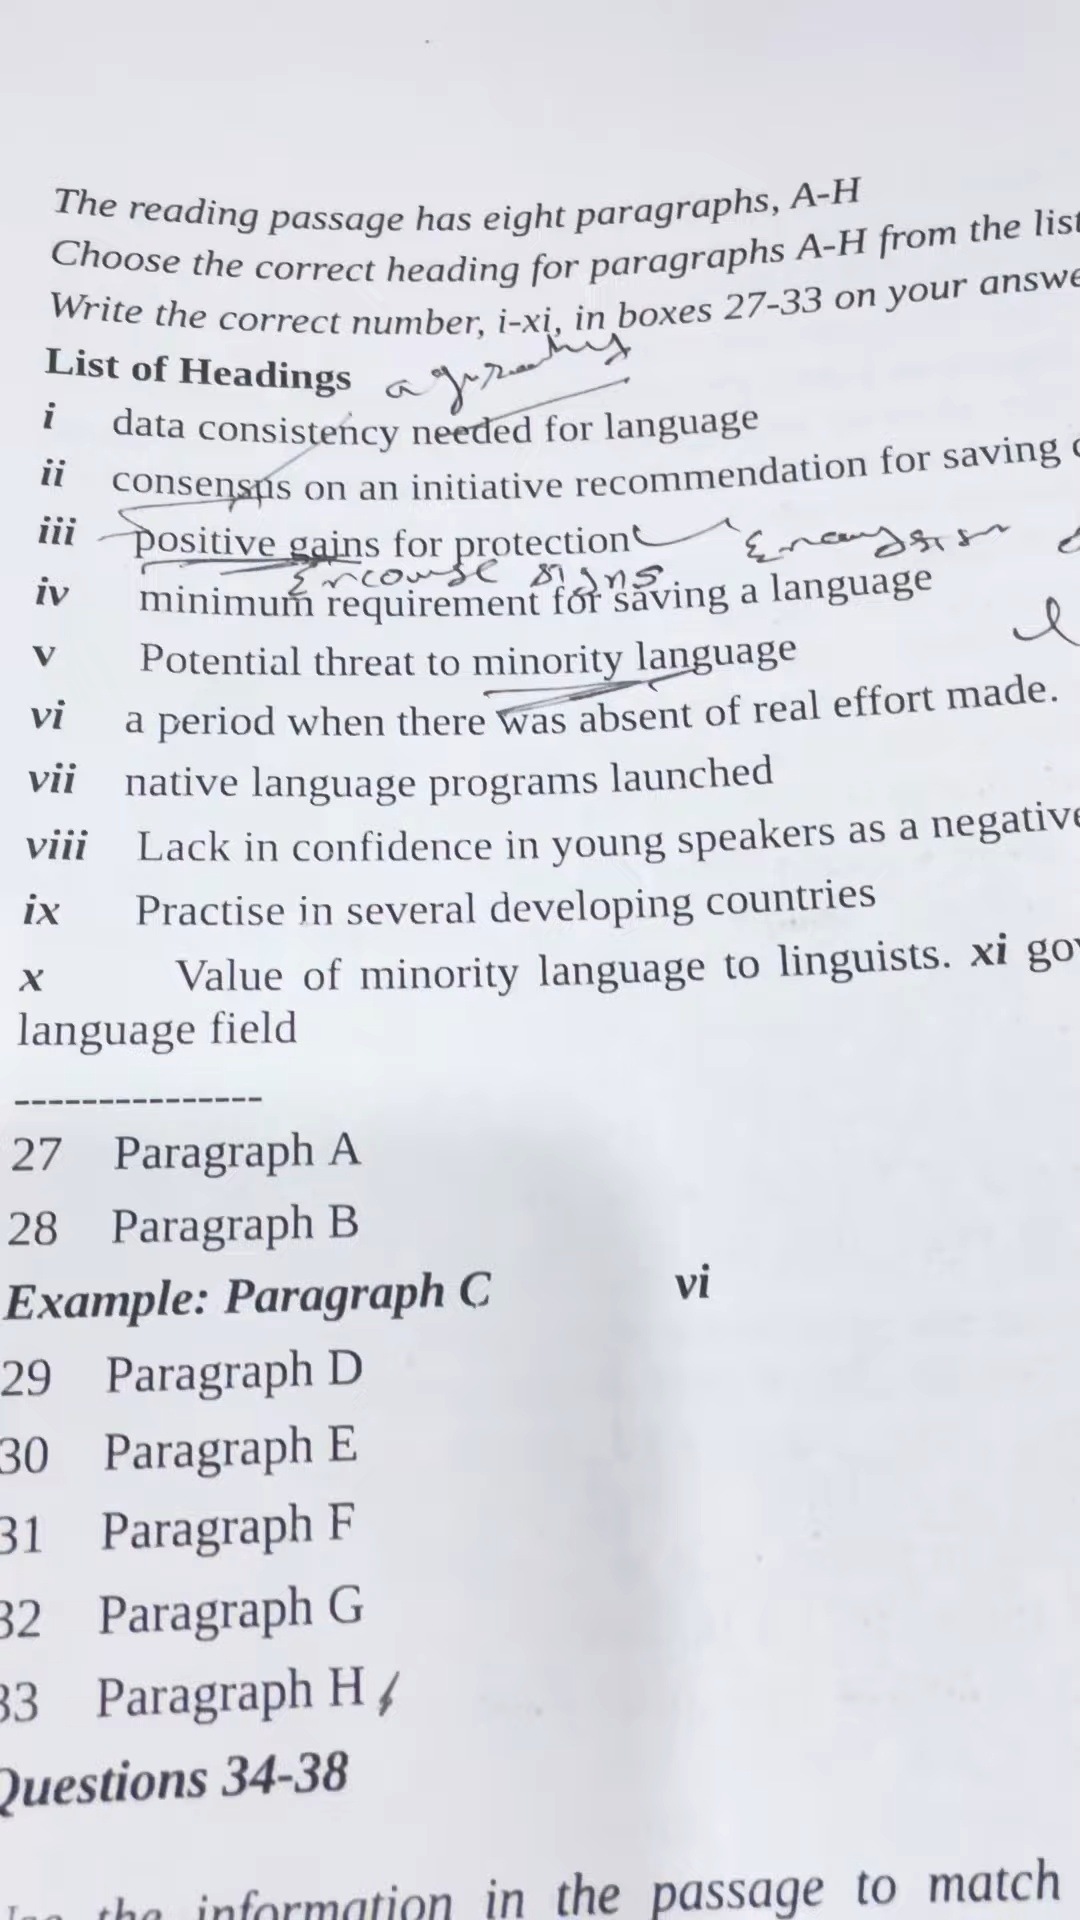 The reading passage has eight paragraphs, A-H
Choose the correct heading for paragraphs A-H from the list
Write the correct number, i-xi, in boxes 27-33 on your answe
List of Headings
i data consistency needed for language
ii consensus on an initiative recommendation for saving
iii positive gains for protection
iv minimum requirement for saving a language
v Potential threat to minority language
vi a period when there was absent of real effort made.
vii native language programs launched
viii Lack in confidence in young speakers as a negative
ix Practise in several developing countries
x Value of minority language to linguists. xi gov
language field
---------------
27 Paragraph A
28 Paragraph B
Example: Paragraph C vi
29 Paragraph D
30 Paragraph E
31 Paragraph F
32 Paragraph G
33 Paragraph H
Questions 34-38
the information in the passage to match